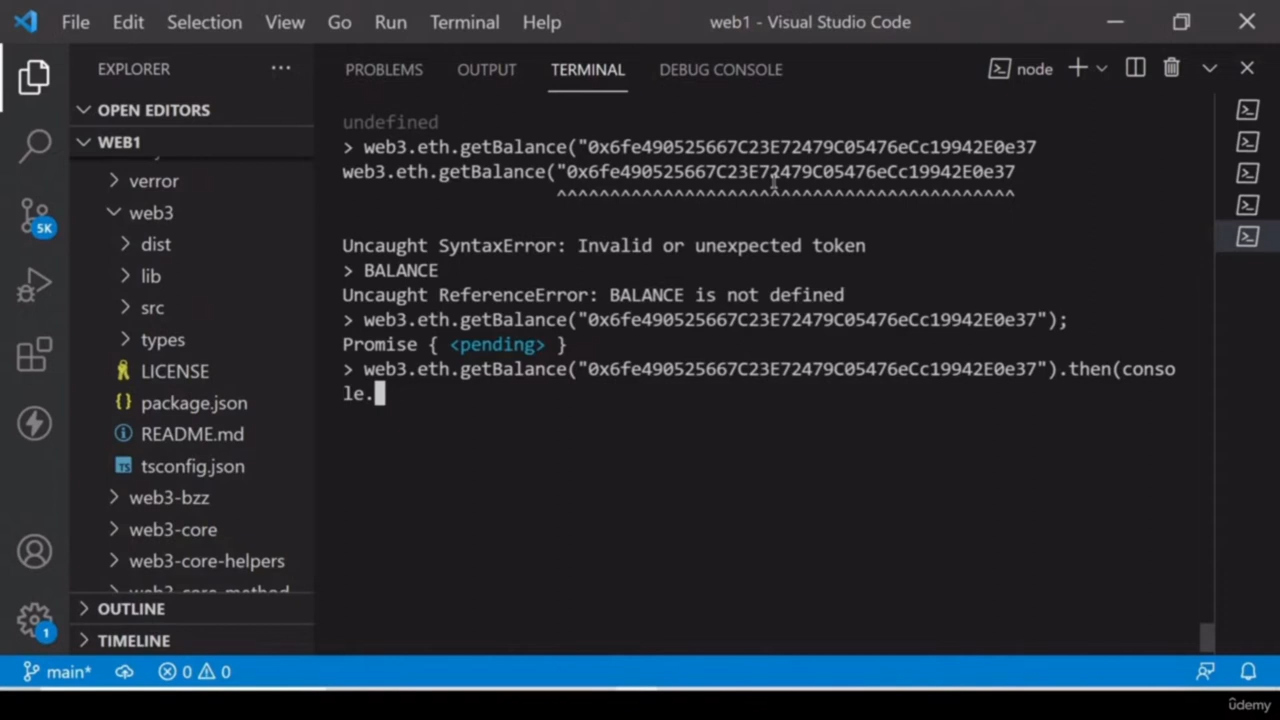 File Edit Selection View Go Run Terminal Help web1 - Visual Studio Code
EXPLORER
OPEN EDITORS
WEB1
verror
web3
dist
lib
src
types
LICENSE
package.json
README.md
tsconfig.json
web3-bzz
web3-core
web3-core-helpers
web3-core-method
OUTLINE
TIMELINE
5K
1
PROBLEMS OUTPUT TERMINAL DEBUG CONSOLE node
undefined
> web3.eth.getBalance("0x6fe490525667C23E72479C05476eCc19942E0e37
web3.eth.getBalance("0x6fe490525667C23E72479C05476eCc19942E0e37
^^^^^^^^^^^^^^^^^^^^^^^^^^^^^^^^^^^^^^^^^^^
Uncaught SyntaxError: Invalid or unexpected token
> BALANCE
Uncaught ReferenceError: BALANCE is not defined
> web3.eth.getBalance("0x6fe490525667C23E72479C05476eCc19942E0e37");
Promise { <pending> }
> web3.eth.getBalance("0x6fe490525667C23E72479C05476eCc19942E0e37").then(conso
le.
main* 0 0
ûdemy